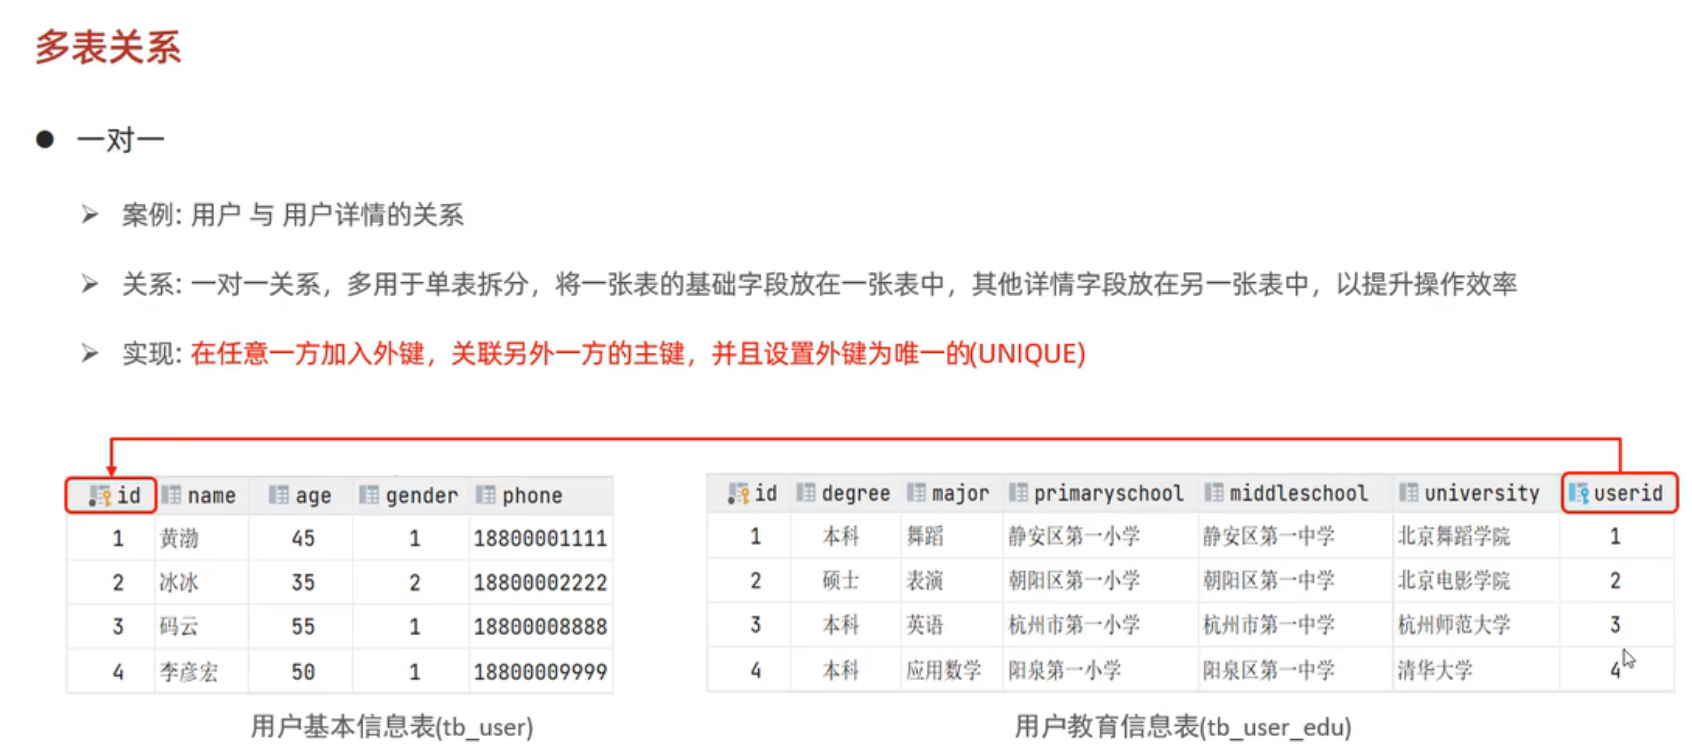 多表关系
● 一对一
➢ 案例: 用户 与 用户详情的关系
➢ 关系: 一对一关系，多用于单表拆分，将一张表的基础字段放在一张表中，其他详情字段放在另一张表中，以提升操作效率
➢ 实现: 在任意一方加入外键，关联另外一方的主键，并且设置外键为唯一的(UNIQUE)
id name age gender phone
1 黄渤 45 1 18800001111
2 冰冰 35 2 18800002222
3 码云 55 1 18800008888
4 李彦宏 50 1 18800009999
用户基本信息表(tb_user)
id degree major primaryschool middleschool university userid
1 本科 舞蹈 静安区第一小学 静安区第一中学 北京舞蹈学院 1
2 硕士 表演 朝阳区第一小学 朝阳区第一中学 北京电影学院 2
3 本科 英语 杭州市第一小学 杭州市第一中学 杭州师范大学 3
4 本科 应用数学 阳泉第一小学 阳泉区第一中学 清华大学 4
用户教育信息表(tb_user_edu)